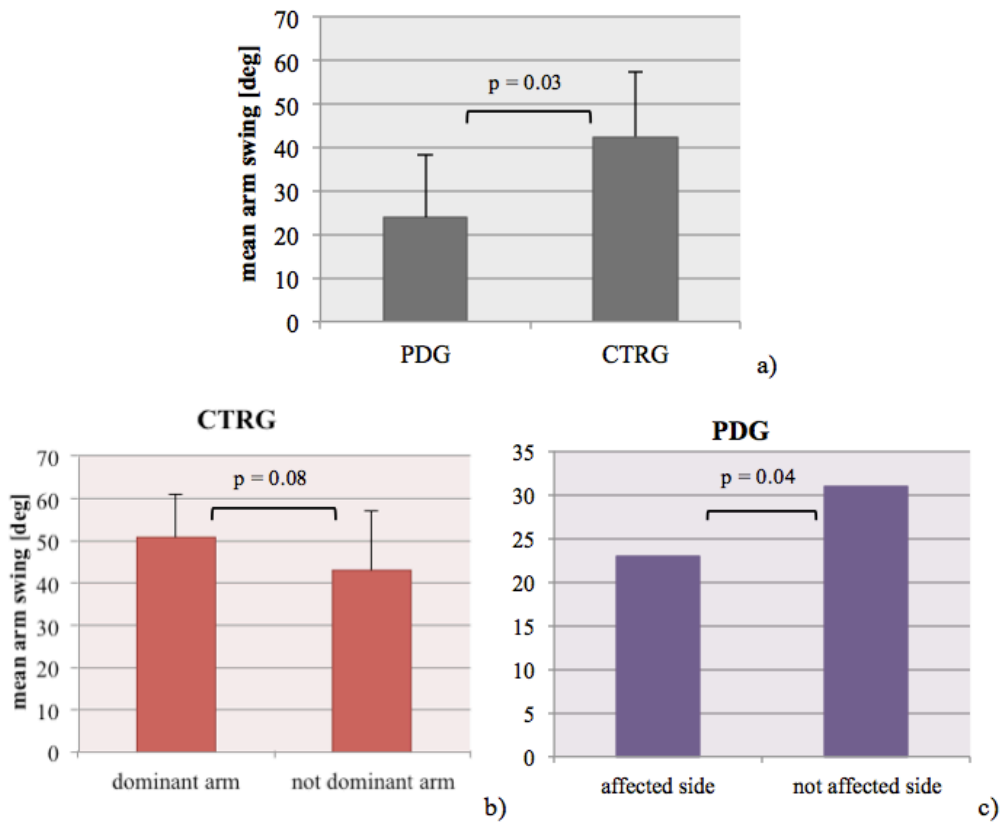 mean arm swing [deg]
70
60
50
40
30
20
10
0
p = 0.03
PDG CTRG
a)
CTRG
mean arm swing [deg]
70
60
50
40
30
20
10
0
p = 0.08
dominant arm not dominant arm
b)
PDG
35
30
25
20
15
10
5
0
p = 0.04
affected side not affected side
c)